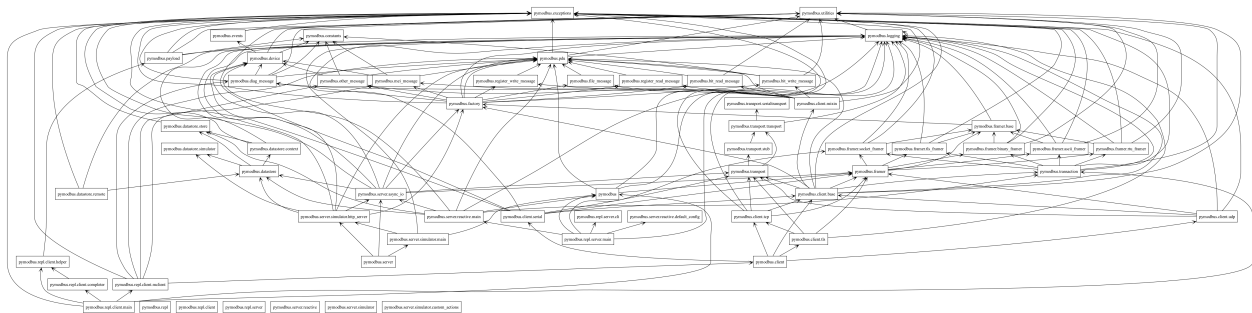 pymodbus.exceptions
pymodbus.utilities
pymodbus.events
pymodbus.constants
pymodbus.logging
pymodbus.payload
pymodbus.device
pymodbus.pdu
pymodbus.diag_message
pymodbus.other_message
pymodbus.mei_message
pymodbus.register_write_message
pymodbus.file_message
pymodbus.register_read_message
pymodbus.bit_read_message
pymodbus.bit_write_message
pymodbus.factory
pymodbus.transport.serialtransport
pymodbus.client.mixin
pymodbus.datastore.store
pymodbus.transport.transport
pymodbus.framer.base
pymodbus.datastore.simulator
pymodbus.datastore.context
pymodbus.transport.stdio
pymodbus.framer.socket_framer
pymodbus.framer.tls_framer
pymodbus.framer.binary_framer
pymodbus.framer.ascii_framer
pymodbus.framer.rtu_framer
pymodbus.datastore
pymodbus.transport
pymodbus.framer
pymodbus.transaction
pymodbus.datastore.remote
pymodbus.server.async_io
pymodbus
pymodbus.client.base
pymodbus.server.simulator.http_server
pymodbus.server.reactive.main
pymodbus.client.serial
pymodbus.repl.server.cli
pymodbus.server.reactive.default_config
pymodbus.client.tcp
pymodbus.client.udp
pymodbus.server.simulator.main
pymodbus.repl.server.main
pymodbus.client.tls
pymodbus.repl.client.helper
pymodbus.server
pymodbus.client
pymodbus.repl.client.completer
pymodbus.repl.client.mclient
pymodbus.repl.client.main
pymodbus.repl
pymodbus.repl.client
pymodbus.repl.server
pymodbus.server.reactive
pymodbus.server.simulator
pymodbus.server.simulator.custom_actions